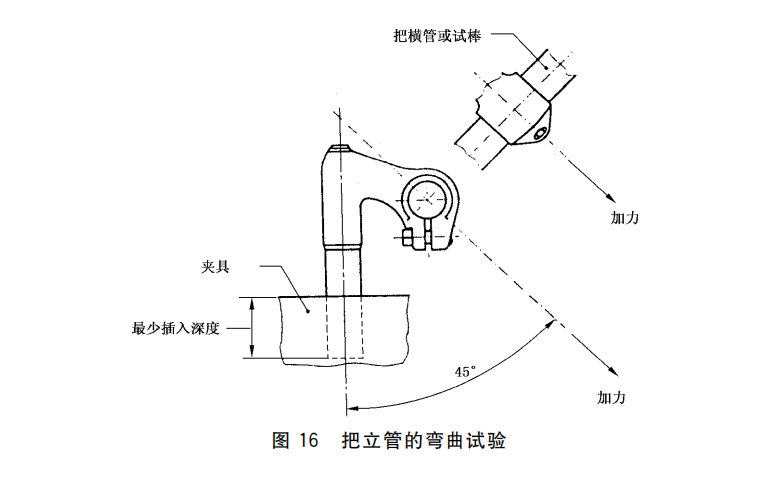 把横管或试棒
加力
夹具
最少插入深度
45°
加力
图 16 把立管的弯曲试验